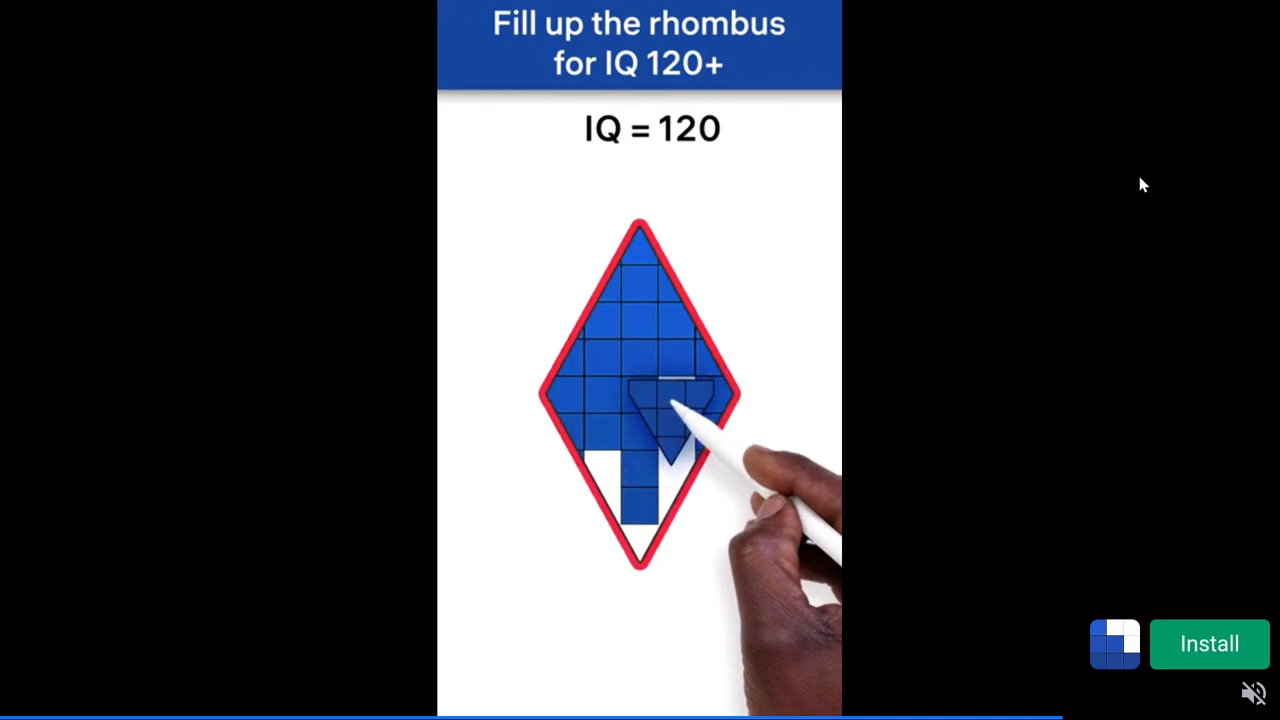 Fill up the rhombus
for IQ 120+
IQ = 120
Install